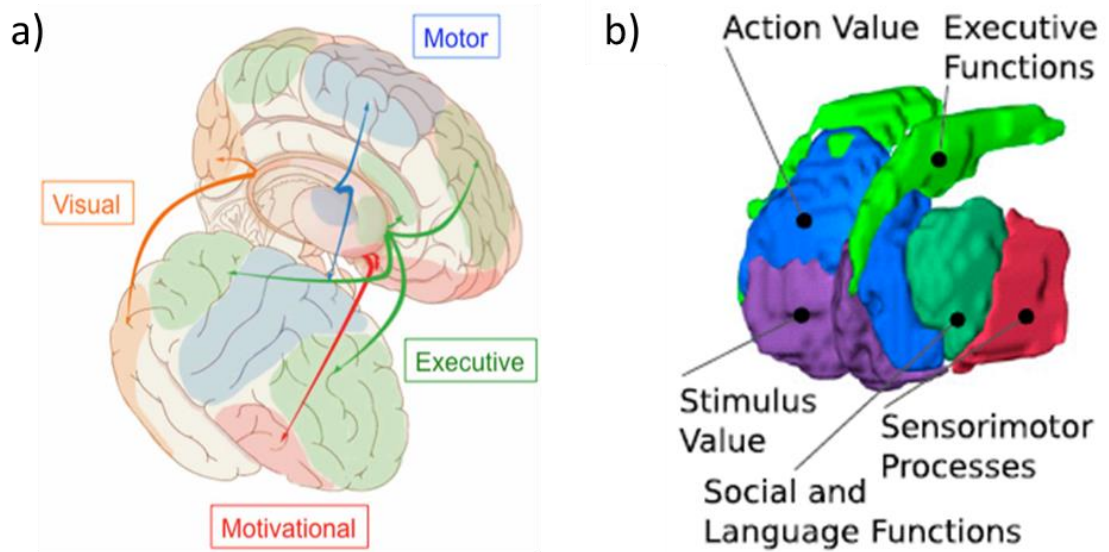 a)
Motor
Visual
Executive
Motivational
b)
Action Value
Executive
Functions
Stimulus
Value
Sensorimotor
Processes
Social and
Language Functions